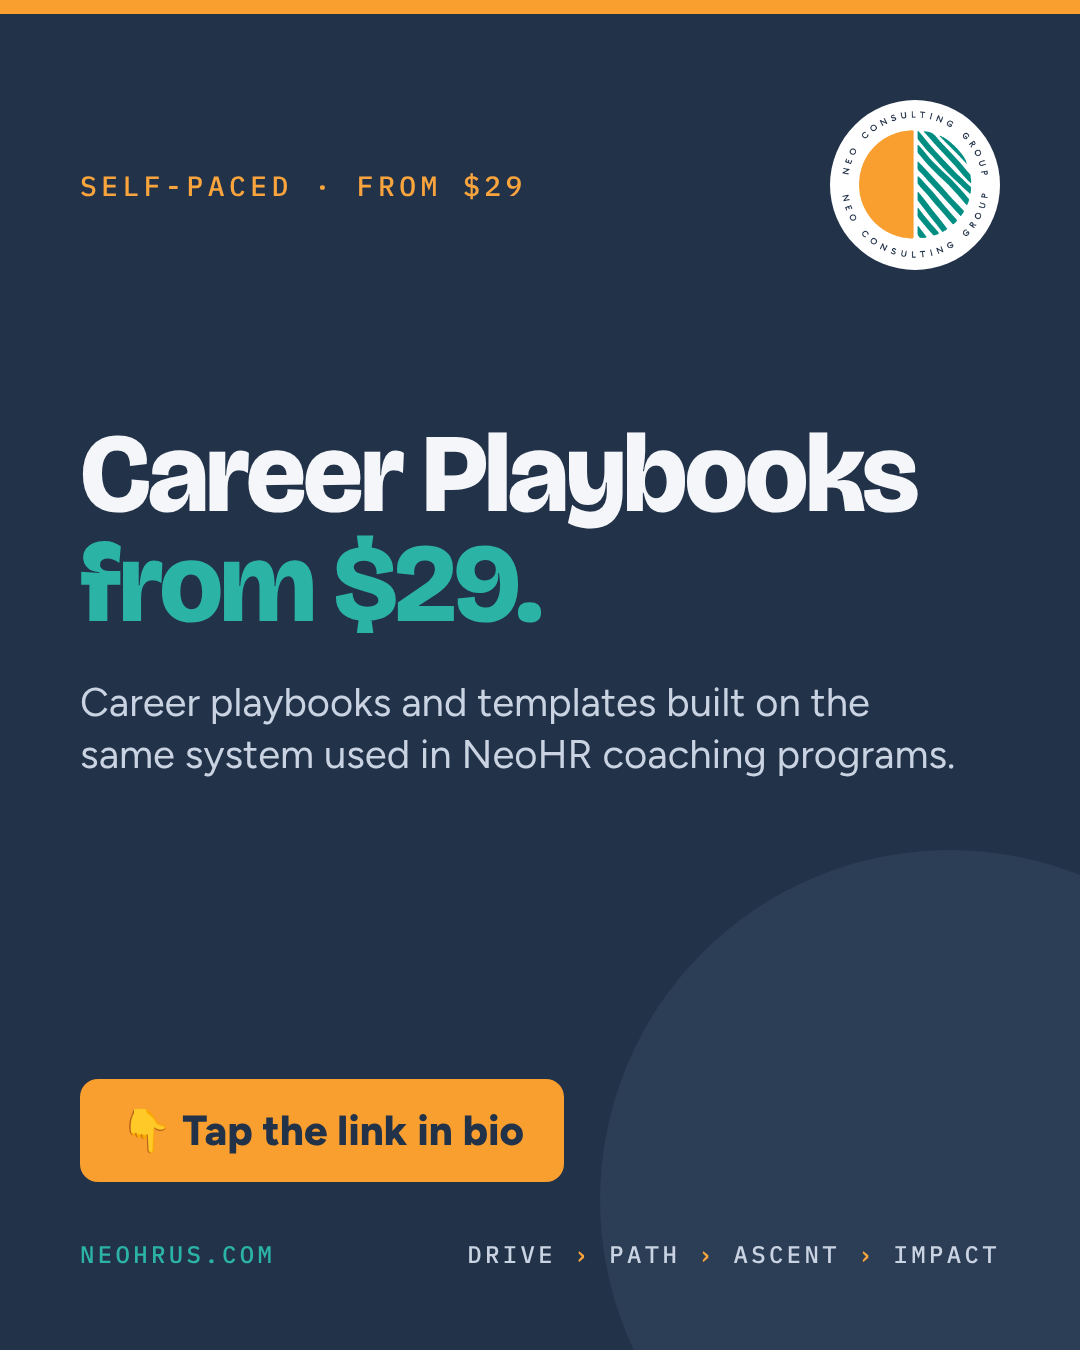 SELF-PACED · FROM $29
NEO CONSULTING GROUP
NEO CONSULTING GROUP
Career Playbooks
from $29.
Career playbooks and templates built on the
same system used in NeoHR coaching programs.
👇 Tap the link in bio
NEOHRUS.COM
DRIVE › PATH › ASCENT › IMPACT